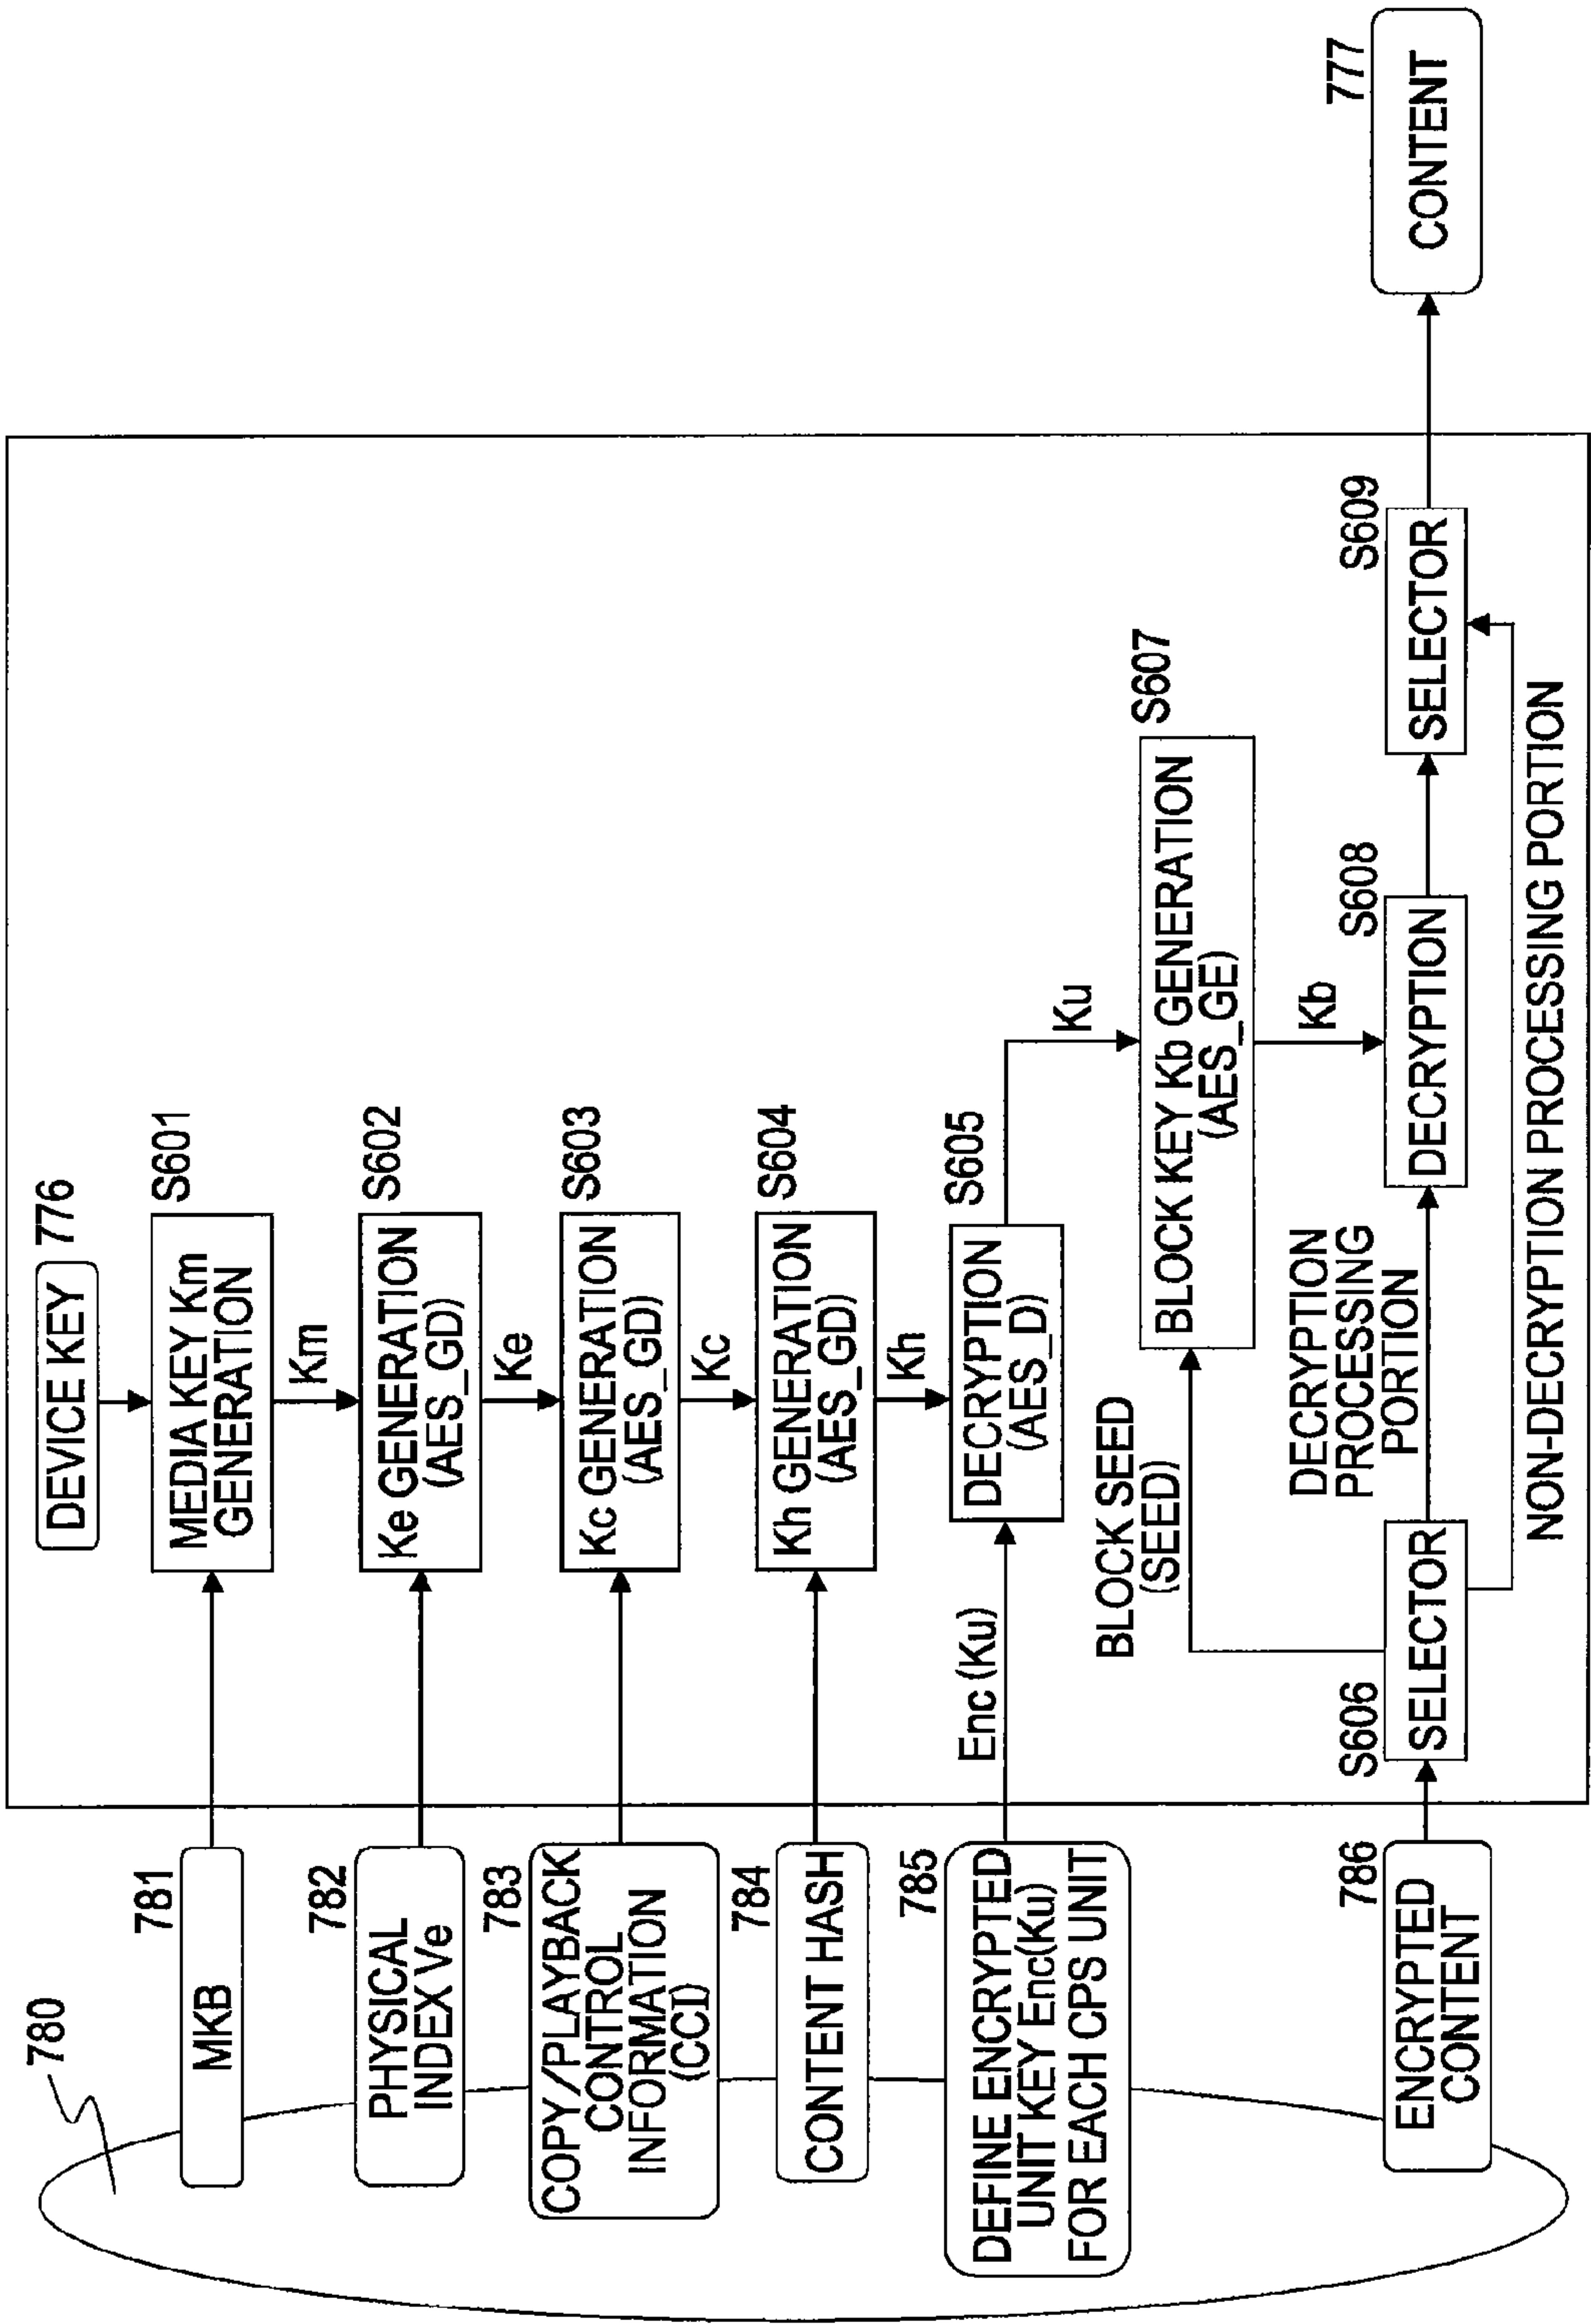 780
781
MKB
782
PHYSICAL
INDEX Ve
783
COPY/PLAYBACK
CONTROL
INFORMATION
(CCI)
784
CONTENT HASH
785
DEFINE ENCRYPTED
UNIT KEY Enc(Ku)
FOR EACH CPS UNIT
786
ENCRYPTED
CONTENT
DEVICE KEY
776
S601
MEDIA KEY Km
GENERATION
Km
S602
Ke GENERATION
(AES_GD)
Ke
S603
Kc GENERATION
(AES_GD)
Kc
S604
Kh GENERATION
(AES_GD)
Kh
S605
DECRYPTION
(AES_D)
Enc (Ku)
Ku
BLOCK SEED
(SEED)
S607
BLOCK KEY Kb GENERATION
(AES_GE)
Kb
S606
SELECTOR
DECRYPTION
PROCESSING
PORTION
S608
DECRYPTION
S609
SELECTOR
NON-DECRYPTION PROCESSING PORTION
777
CONTENT